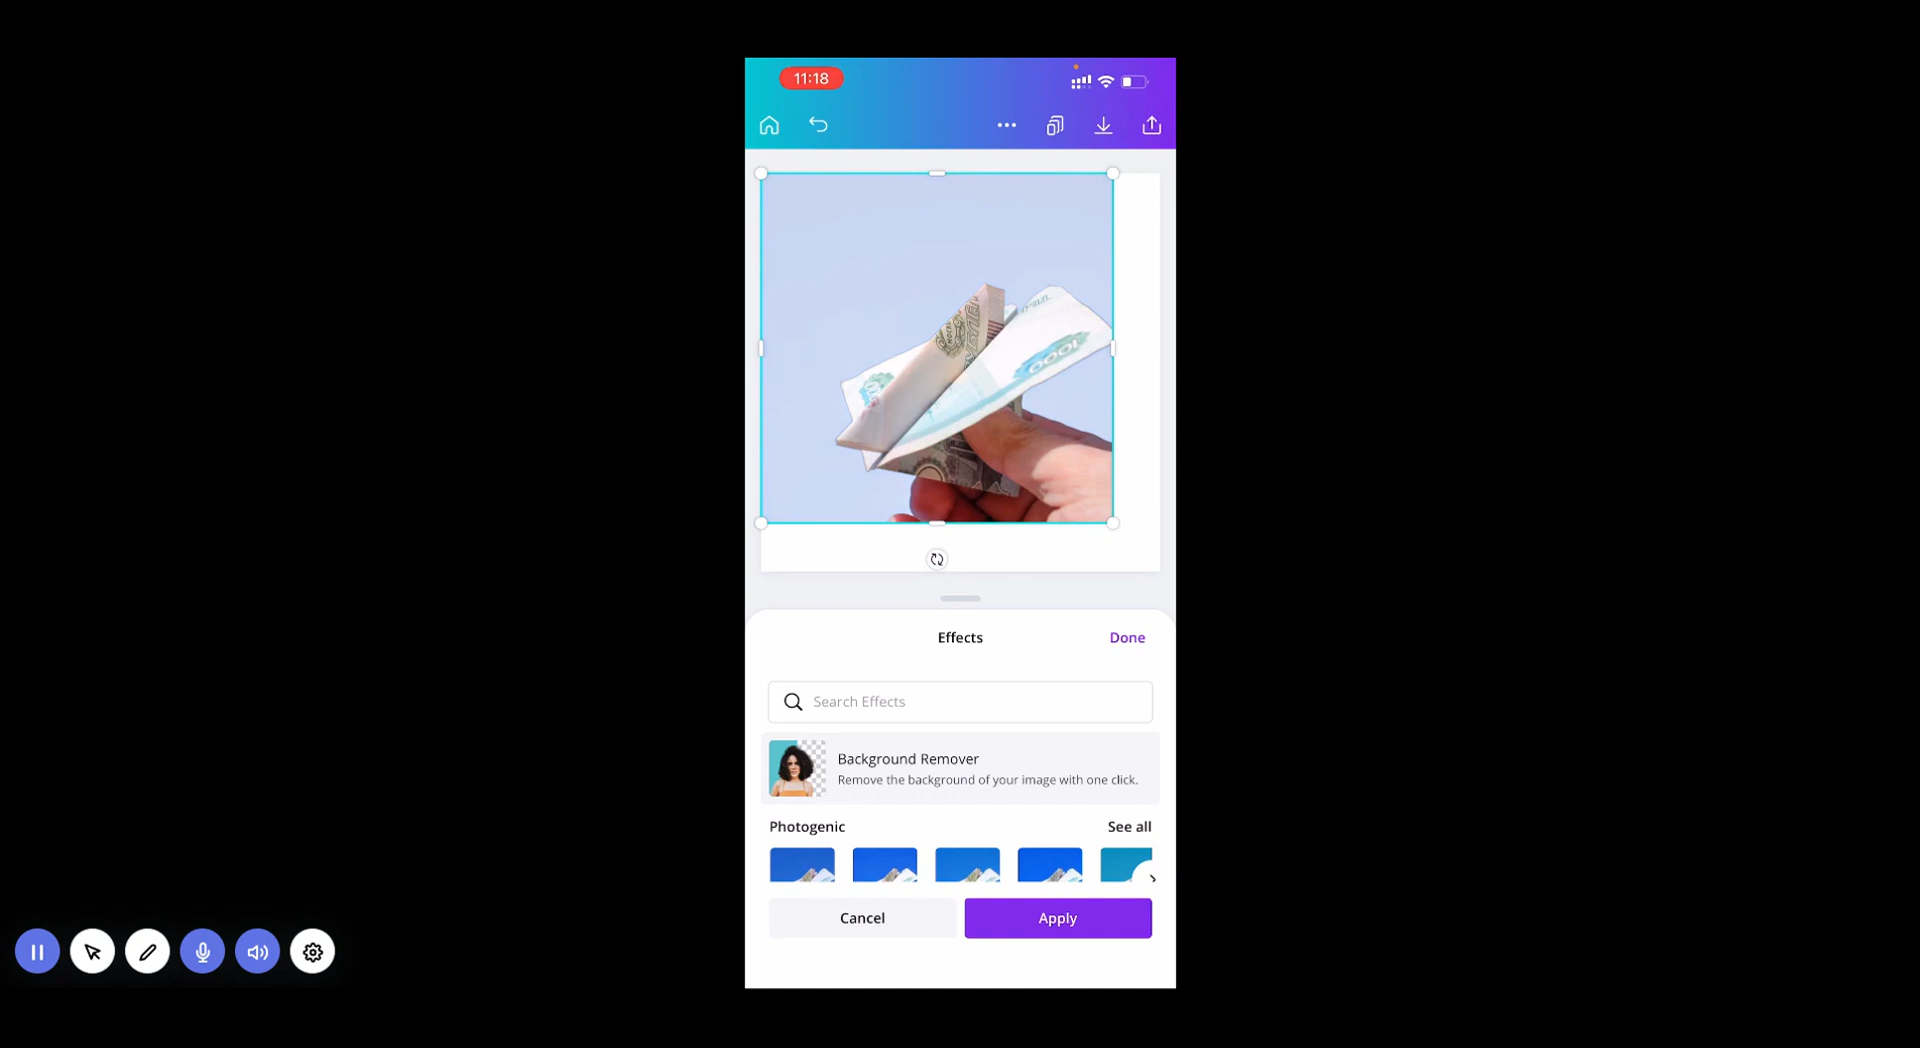 11:18
1000
Effects
Done
Search Effects
Background Remover
Remove the background of your image with one click.
Photogenic
See all
Cancel
Apply